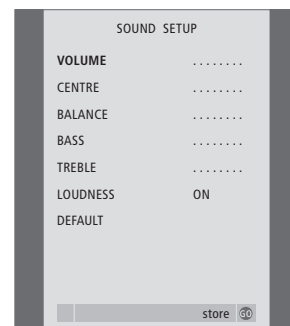 SOUND SETUP
VOLUME ........
CENTRE ........
BALANCE ........
BASS ........
TREBLE ........
LOUDNESS ON
DEFAULT
store GO